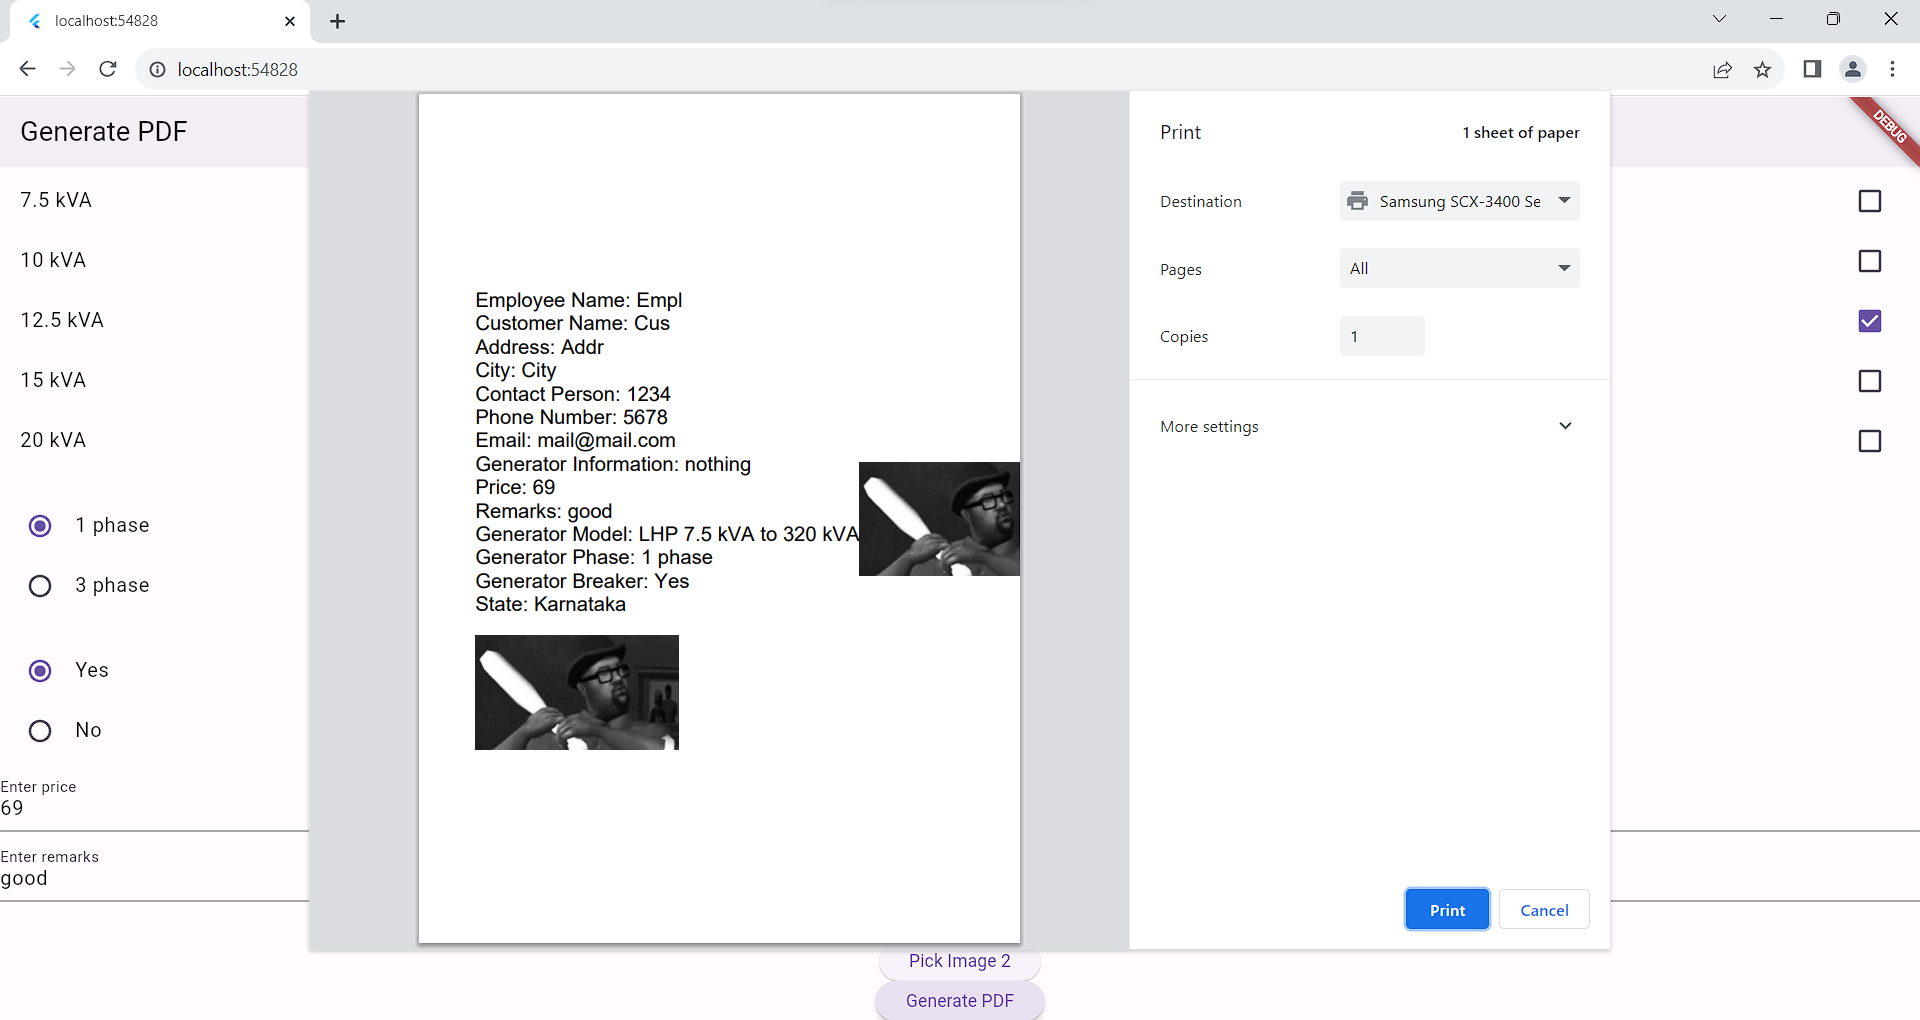 localhost:54828
localhost:54828
Generate PDF
DEBUG
7.5 kVA
10 kVA
12.5 kVA
15 kVA
20 kVA
1 phase
3 phase
Yes
No
Enter price
69
Enter remarks
good
Employee Name: Empl
Customer Name: Cus
Address: Addr
City: City
Contact Person: 1234
Phone Number: 5678
Email: mail@mail.com
Generator Information: nothing
Price: 69
Remarks: good
Generator Model: LHP 7.5 kVA to 320 kVA
Generator Phase: 1 phase
Generator Breaker: Yes
State: Karnataka
Print
1 sheet of paper
Destination
Samsung SCX-3400 Se
Pages
All
Copies
1
More settings
Print
Cancel
Pick Image 2
Generate PDF